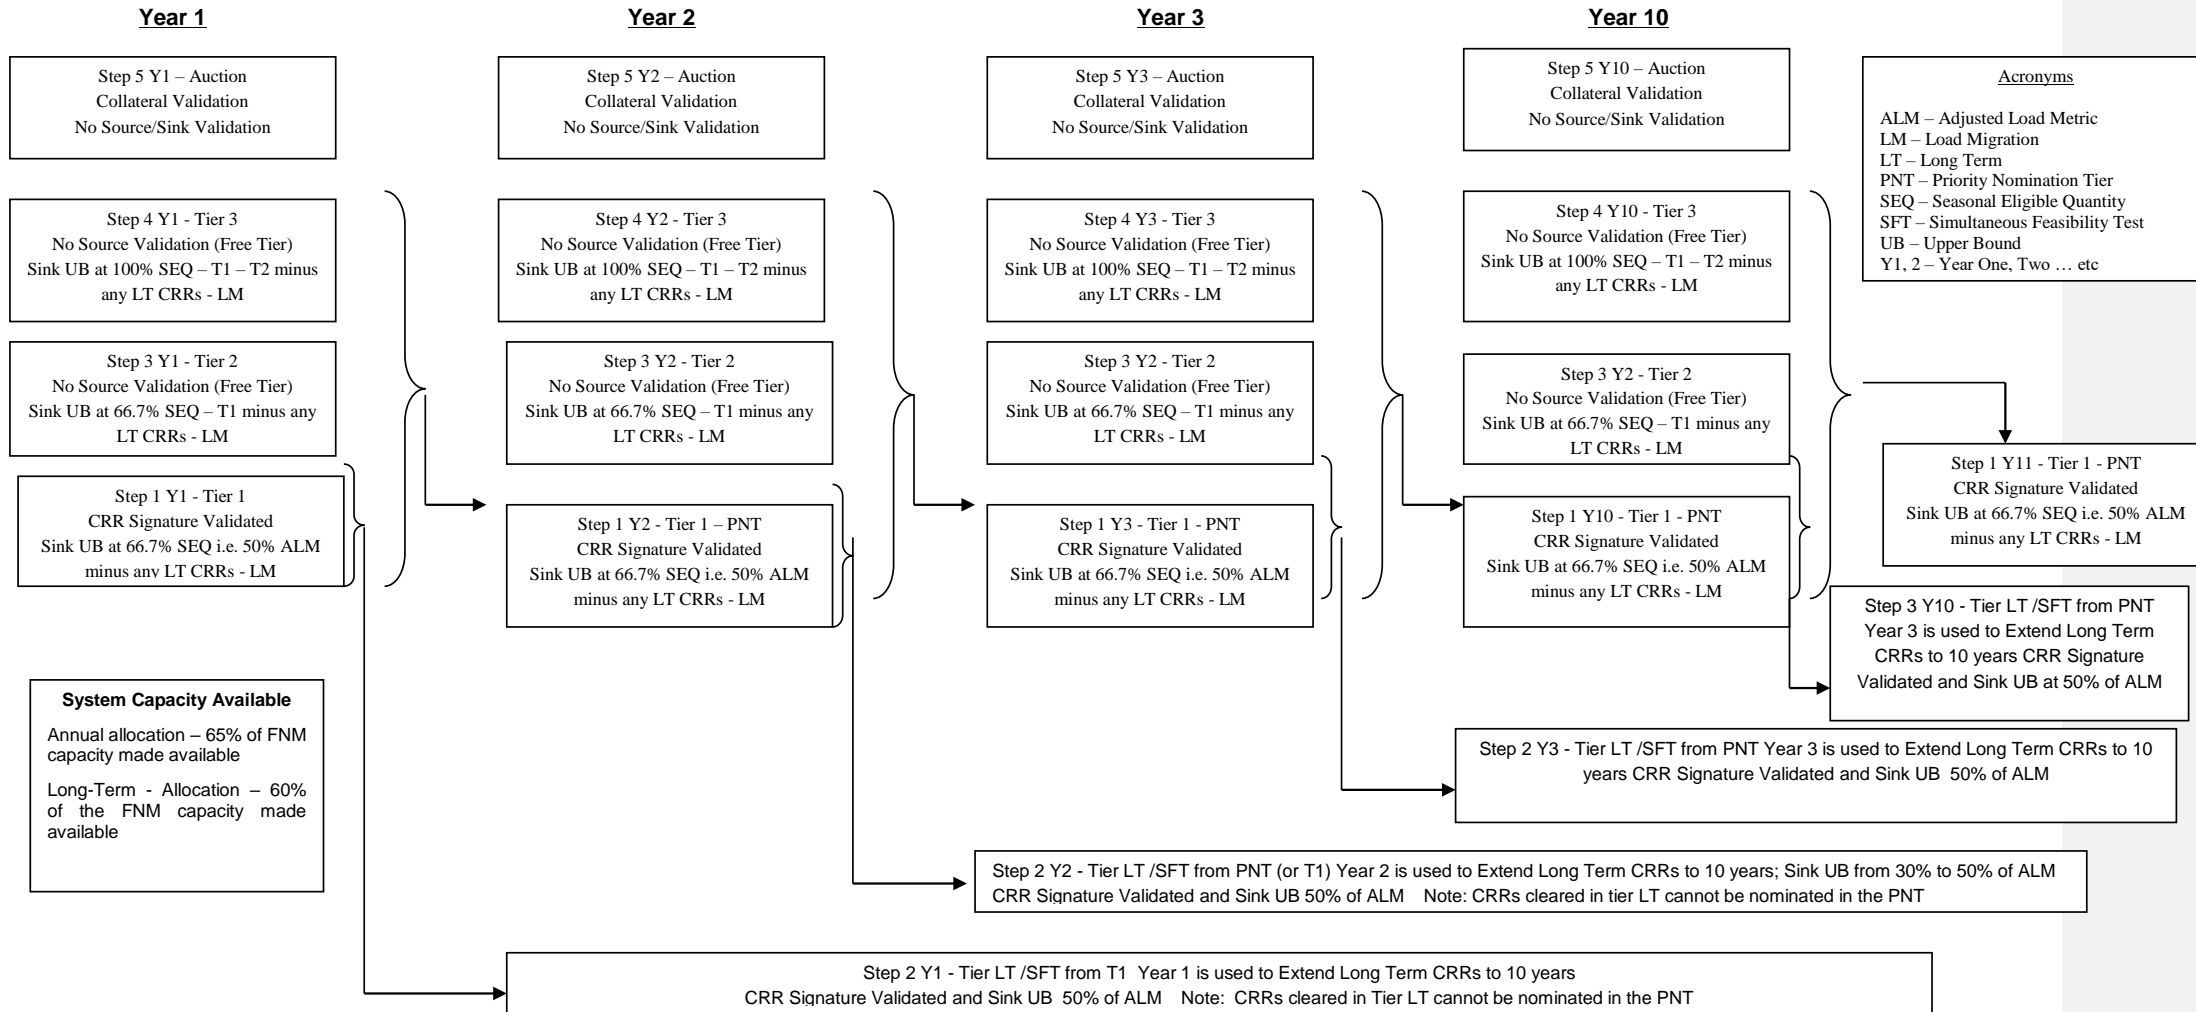 Year 1
Year 2
Year 3
Year 10
Step 5 Y1 – Auction
Collateral Validation
No Source/Sink Validation
Step 5 Y2 – Auction
Collateral Validation
No Source/Sink Validation
Step 5 Y3 – Auction
Collateral Validation
No Source/Sink Validation
Step 5 Y10 – Auction
Collateral Validation
No Source/Sink Validation
Acronyms
ALM – Adjusted Load Metric
LM – Load Migration
LT – Long Term
PNT – Priority Nomination Tier
SEQ – Seasonal Eligible Quantity
SFT – Simultaneous Feasibility Test
UB – Upper Bound
Y1, 2 – Year One, Two … etc
Step 4 Y1 - Tier 3
No Source Validation (Free Tier)
Sink UB at 100% SEQ – T1 – T2 minus
any LT CRRs - LM
Step 4 Y2 - Tier 3
No Source Validation (Free Tier)
Sink UB at 100% SEQ – T1 – T2 minus
any LT CRRs - LM
Step 4 Y3 - Tier 3
No Source Validation (Free Tier)
Sink UB at 100% SEQ – T1 – T2 minus
any LT CRRs - LM
Step 4 Y10 - Tier 3
No Source Validation (Free Tier)
Sink UB at 100% SEQ – T1 – T2 minus
any LT CRRs - LM
Step 3 Y1 - Tier 2
No Source Validation (Free Tier)
Sink UB at 66.7% SEQ – T1 minus any
LT CRRs - LM
Step 3 Y2 - Tier 2
No Source Validation (Free Tier)
Sink UB at 66.7% SEQ – T1 minus any
LT CRRs - LM
Step 3 Y2 - Tier 2
No Source Validation (Free Tier)
Sink UB at 66.7% SEQ – T1 minus any
LT CRRs - LM
Step 3 Y2 - Tier 2
No Source Validation (Free Tier)
Sink UB at 66.7% SEQ – T1 minus any
LT CRRs - LM
Step 1 Y1 - Tier 1
CRR Signature Validated
Sink UB at 66.7% SEQ i.e. 50% ALM
minus any LT CRRs - LM
Step 1 Y2 - Tier 1 – PNT
CRR Signature Validated
Sink UB at 66.7% SEQ i.e. 50% ALM
minus any LT CRRs - LM
Step 1 Y3 - Tier 1 - PNT
CRR Signature Validated
Sink UB at 66.7% SEQ i.e. 50% ALM
minus any LT CRRs - LM
Step 1 Y10 - Tier 1 - PNT
CRR Signature Validated
Sink UB at 66.7% SEQ i.e. 50% ALM
minus any LT CRRs - LM
Step 1 Y11 - Tier 1 - PNT
CRR Signature Validated
Sink UB at 66.7% SEQ i.e. 50% ALM
minus any LT CRRs - LM
Step 3 Y10 - Tier LT /SFT from PNT
Year 3 is used to Extend Long Term
CRRs to 10 years CRR Signature
Validated and Sink UB at 50% of ALM
System Capacity Available
Annual allocation – 65% of FNM
capacity made available
Long-Term - Allocation – 60%
of the FNM capacity made
available
Step 2 Y3 - Tier LT /SFT from PNT Year 3 is used to Extend Long Term CRRs to 10
years CRR Signature Validated and Sink UB 50% of ALM
Step 2 Y2 - Tier LT /SFT from PNT (or T1) Year 2 is used to Extend Long Term CRRs to 10 years; Sink UB from 30% to 50% of ALM
CRR Signature Validated and Sink UB 50% of ALM Note: CRRs cleared in tier LT cannot be nominated in the PNT
Step 2 Y1 - Tier LT /SFT from T1 Year 1 is used to Extend Long Term CRRs to 10 years
CRR Signature Validated and Sink UB 50% of ALM Note: CRRs cleared in Tier LT cannot be nominated in the PNT